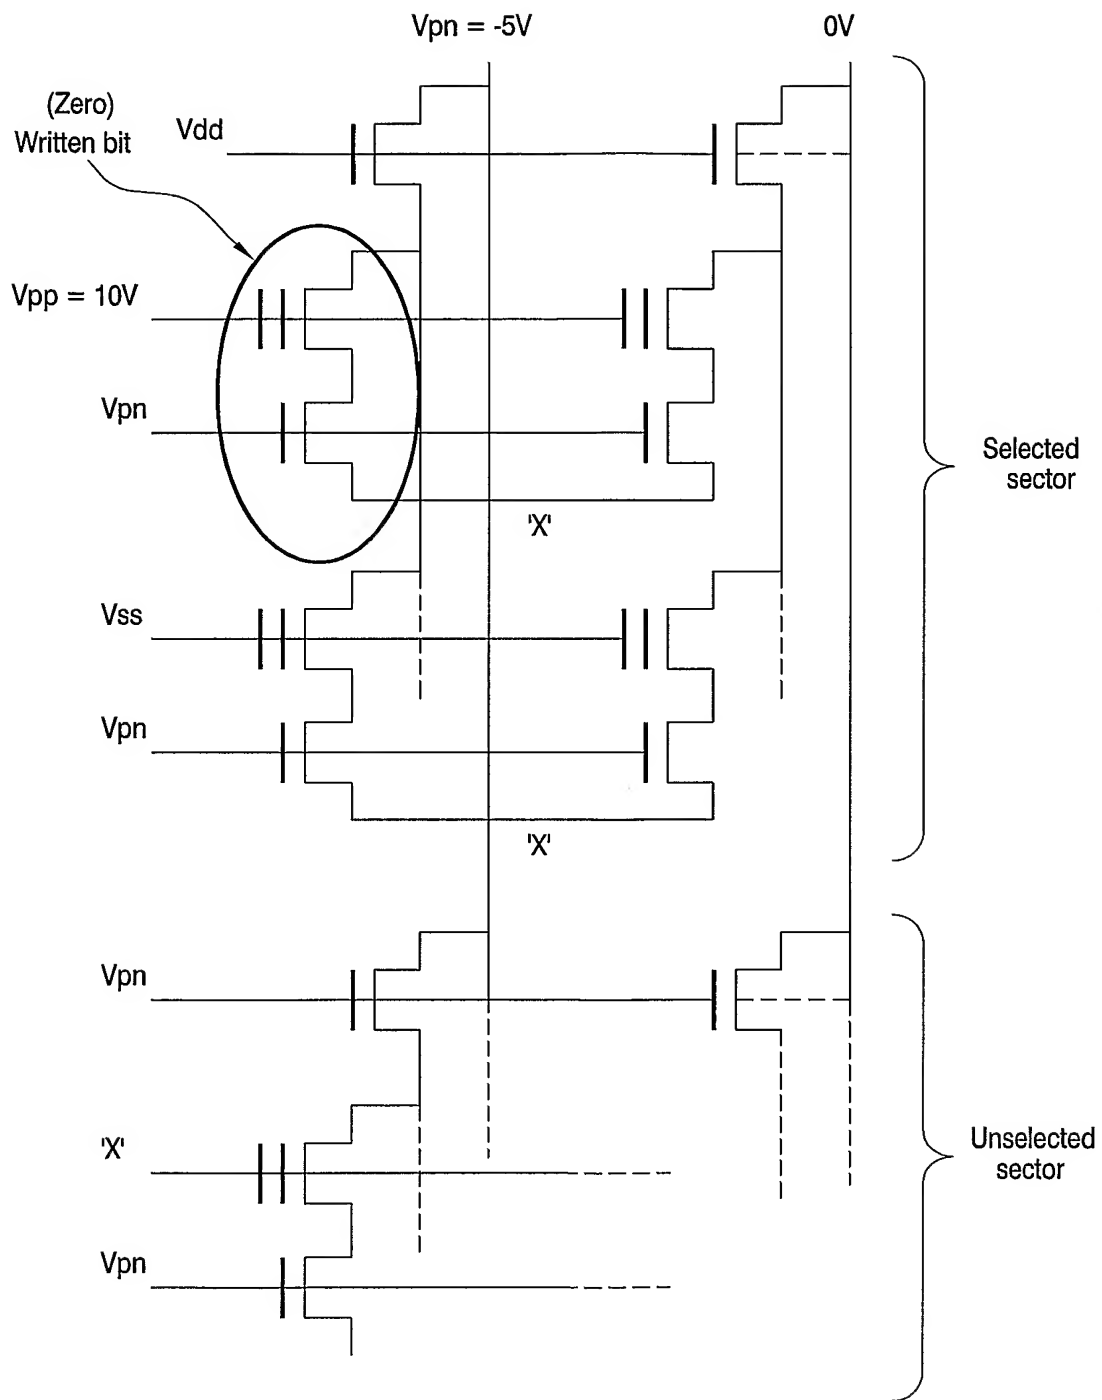 Vpn = -5V
0V
(Zero)
Written bit
Vdd
Vpp = 10V
Vpn
Selected
sector
'X'
Vss
Vpn
'X'
Vpn
'X'
Unselected
sector
Vpn